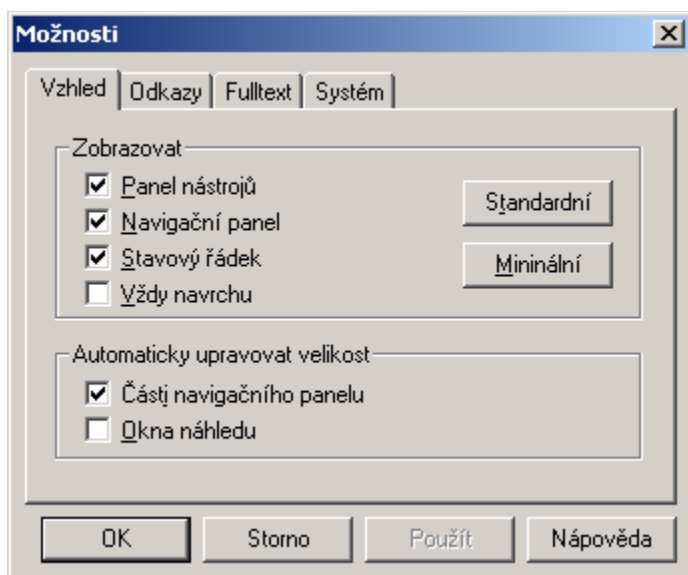 Možnosti
Vzhled Odkazy Fulltext Systém
Zobrazovat
Panel nástrojů
Standardní
Navigační panel
Stavový řádek
Mininální
Vždy navrchu
Automaticky upravovat velikost
Části navigačního panelu
Okna náhledu
OK Storno Použít Nápověda